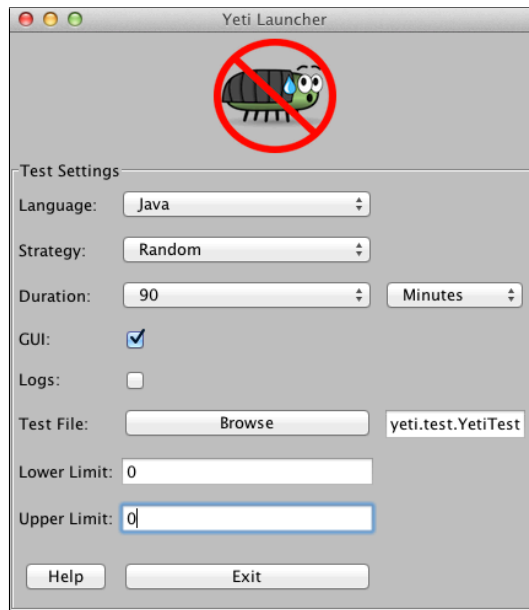 Yeti Launcher
Test Settings
Language: Java
Strategy: Random
Duration: 90 Minutes
GUI:
Logs:
Test File: Browse yeti.test.YetiTest
Lower Limit: 0
Upper Limit: 0
Help Exit